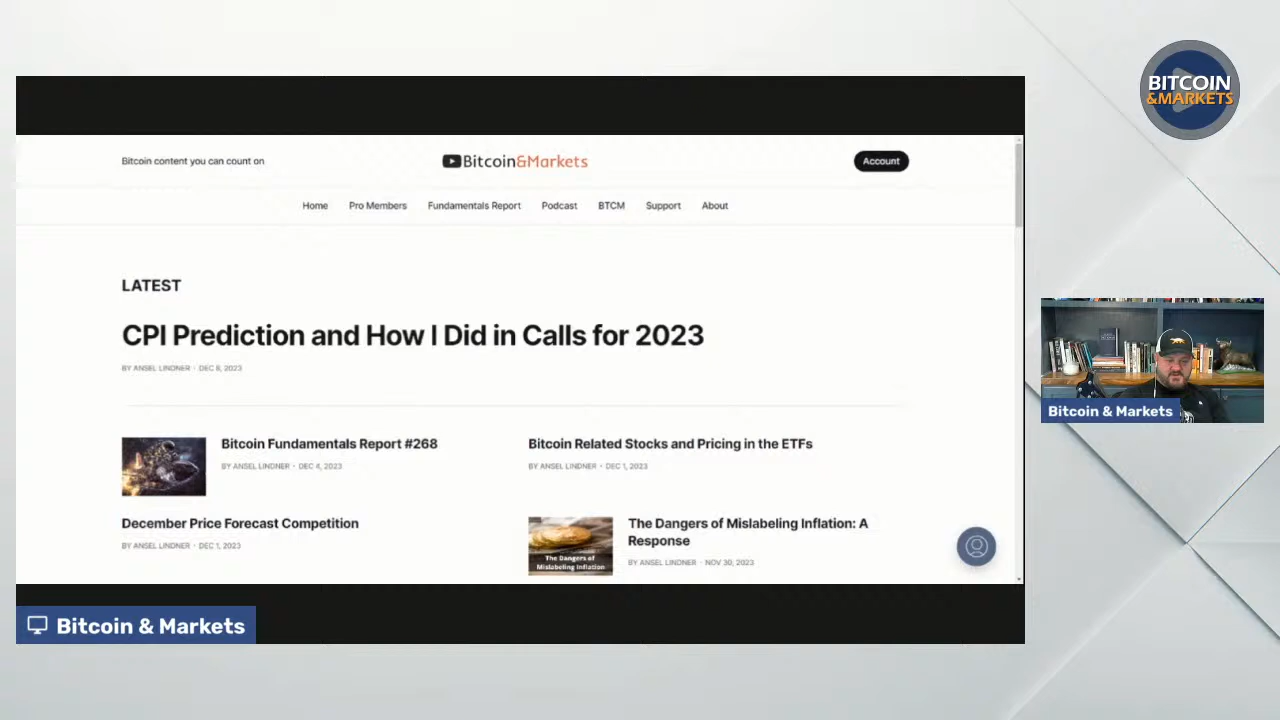 BITCOIN
&MARKETS
Bitcoin content you can count on
Bitcoin&Markets
Account
Home
Pro Members
Fundamentals Report
Podcast
BTCM
Support
About
LATEST
CPI Prediction and How I Did in Calls for 2023
BY ANSEL LINDNER · DEC 8, 2023
Bitcoin Fundamentals Report #268
BY ANSEL LINDNER · DEC 4, 2023
Bitcoin Related Stocks and Pricing in the ETFs
BY ANSEL LINDNER · DEC 1, 2023
December Price Forecast Competition
BY ANSEL LINDNER · DEC 1, 2023
The Dangers of
Mislabeling Inflation
The Dangers of Mislabeling Inflation: A
Response
BY ANSEL LINDNER · NOV 30, 2023
Bitcoin & Markets
Bitcoin & Markets